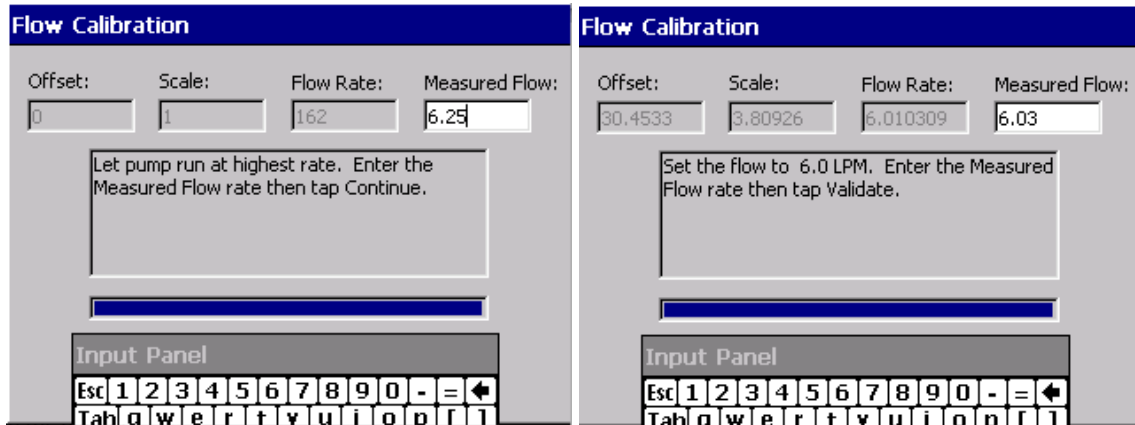 Flow Calibration
Offset: Scale: Flow Rate: Measured Flow:
0 1 162 6.25
Let pump run at highest rate. Enter the
Measured Flow rate then tap Continue.
Input Panel
Esc 1 2 3 4 5 6 7 8 9 0 - =
Tab q w e r t y u i o p [ ]
Flow Calibration
Offset: Scale: Flow Rate: Measured Flow:
30.4533 3.80926 6.010309 6.03
Set the flow to 6.0 LPM. Enter the Measured
Flow rate then tap Validate.
Input Panel
Esc 1 2 3 4 5 6 7 8 9 0 - =
Tab q w e r t y u i o p [ ]